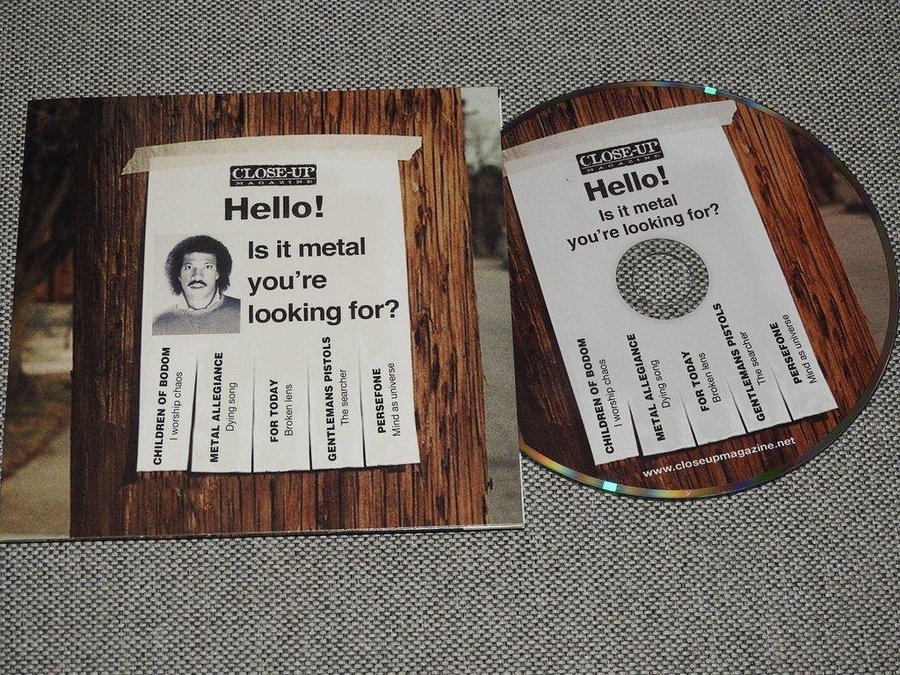 CLOSE-UP
MAGAZINE
Hello!
Is it metal
you're
looking for?
CHILDREN OF BODOM
I worship chaos
METAL ALLEGIANCE
Dying song
FOR TODAY
Broken lens
GENTLEMANS PISTOLS
The searcher
PERSEFONE
Mind as universe
CLOSE-UP
MAGAZINE
Hello!
Is it metal
you're looking for?
CHILDREN OF BODOM
I worship chaos
METAL ALLEGIANCE
Dying song
FOR TODAY
Broken lens
GENTLEMANS PISTOLS
The searcher
PERSEFONE
Mind as universe
www.closeupmagazine.net